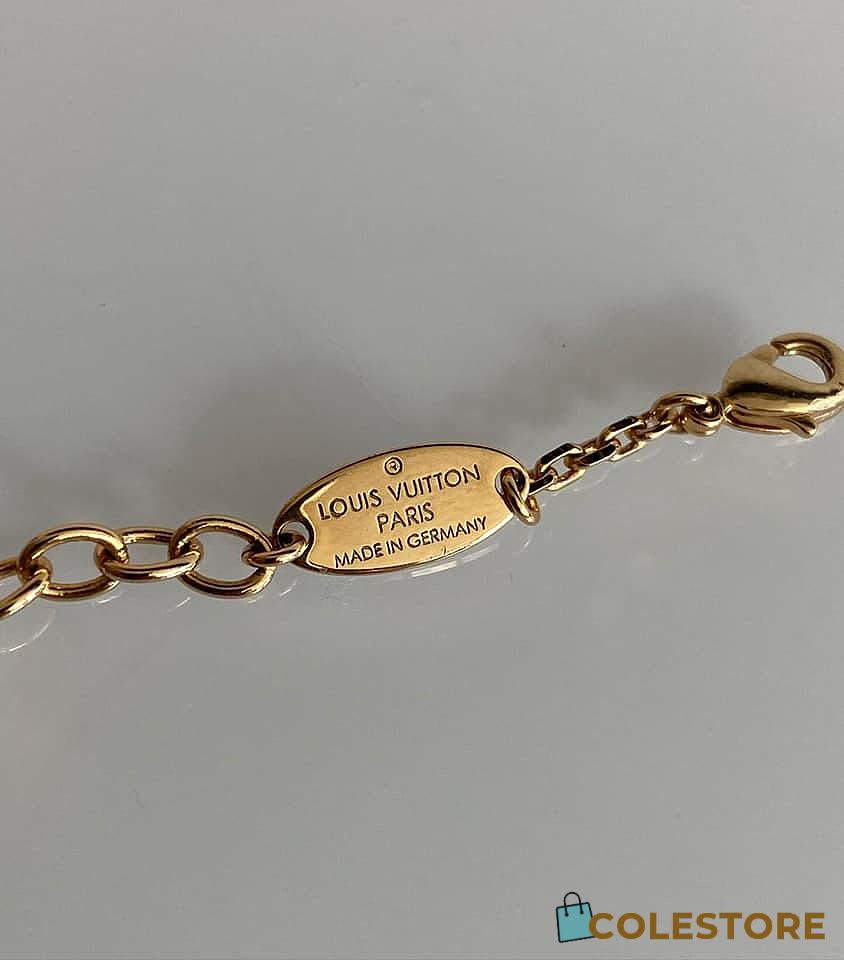 ®
LOUIS VUITTON
PARIS
MADE IN GERMANY
COLESTORE